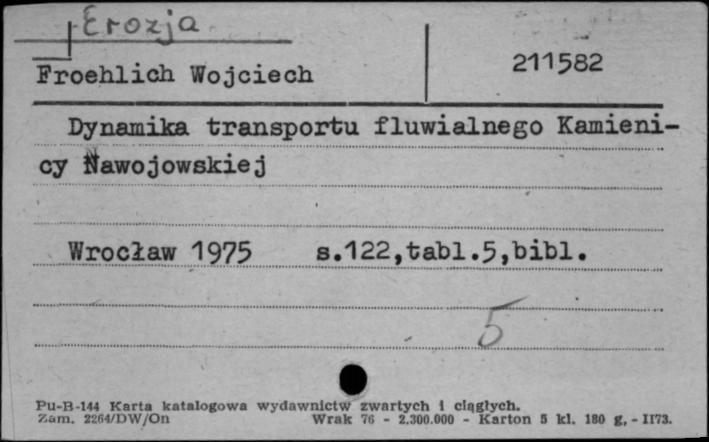 Erozja
Froehlich Wojciech 211582
Dynamika transportu fluwialnego Kamieni-
cy Nawojowskiej
Wrocław 1975 s.122,tabl.5,bibl.
5
Pu-B-144 Karta katalogowa wydawnictw zwartych i ciągłych.
Zam. 2264/DW/On Wrak 76 - 2.300.000 - Karton 5 kl. 180 g, - II73.